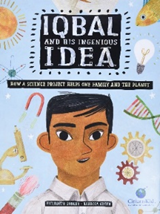 IQBAL
AND HIS INGENIOUS
IDEA
HOW A SCIENCE PROJECT HELPS ONE FAMILY AND THE PLANET